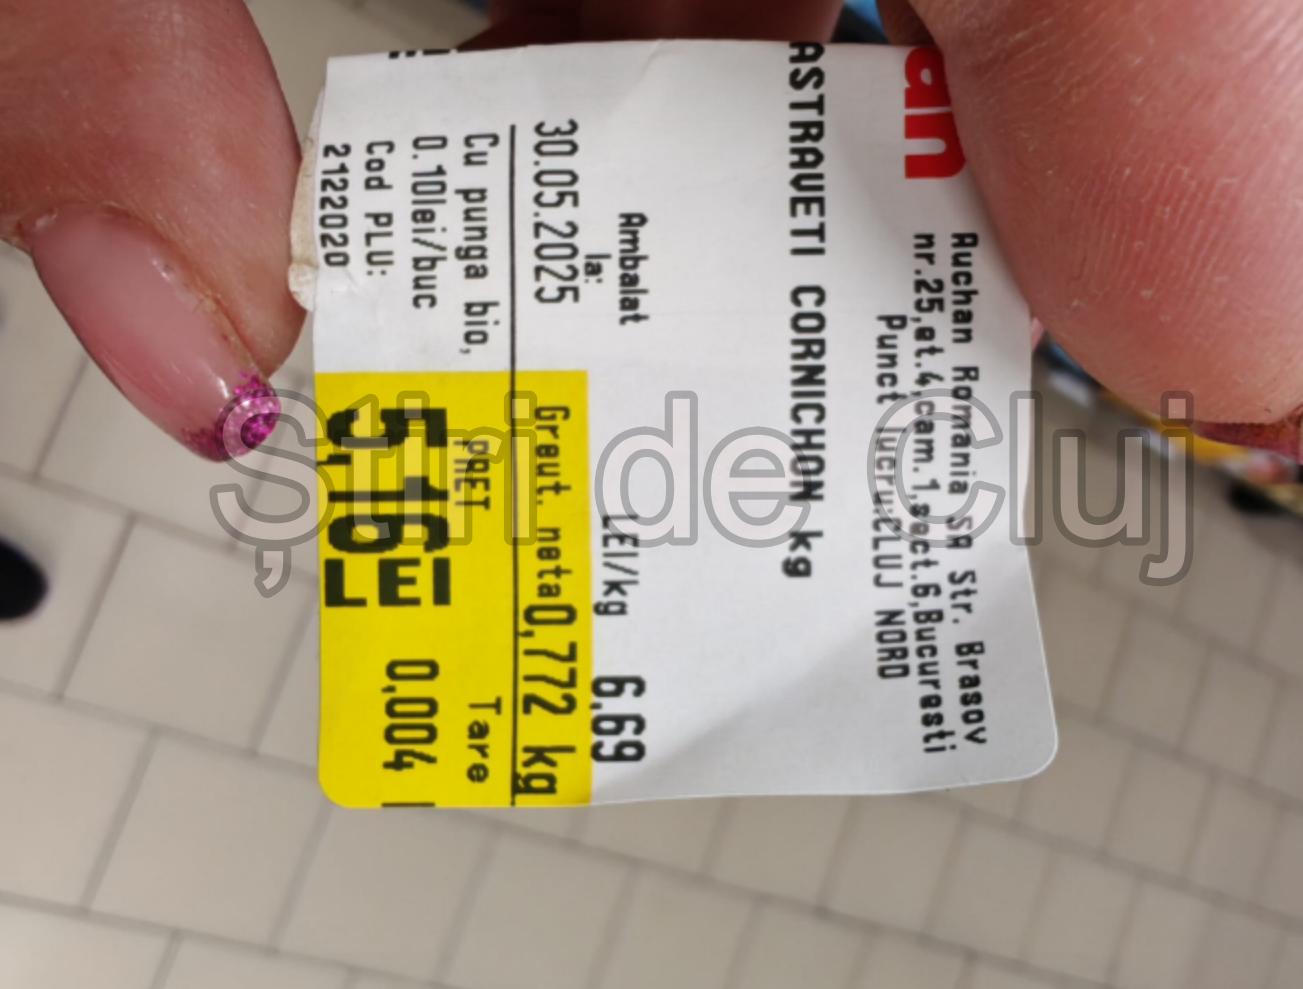 an
Auchan Romania SA Str. Brasov
nr.25,et.4,cam.1,sect.6,Bucuresti
Punct lucru:CLUJ NORD
ASTRAVETI CORNICHON kg
Ambalat
la:
30.05.2025
LEI/kg 6,69
Greut. neta 0,772 kg
Cu punga bio,
0.10lei/buc
Cod PLU:
2122020
PRET
5,16
LEI
Tare
0,004
Știri de Cluj